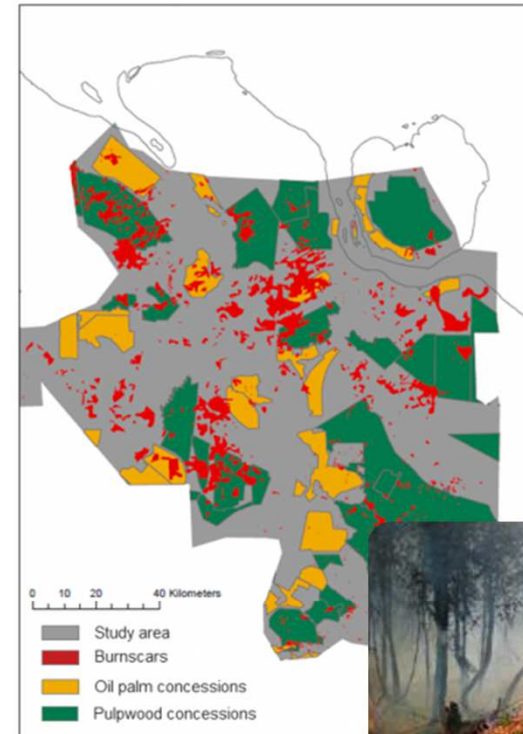 0 10 20 40 Kilometers
Study area
Burnscars
Oil palm concessions
Pulpwood concessions